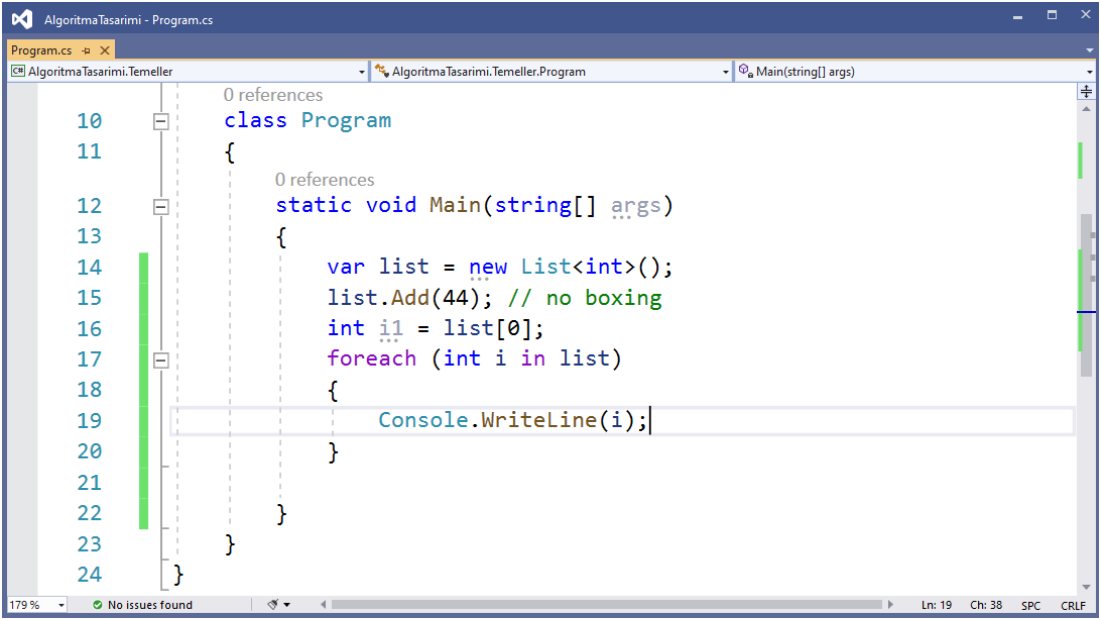 AlgoritmaTasarimi - Program.cs
Program.cs
C# AlgoritmaTasarimi.Temeller
AlgoritmaTasarimi.Temeller.Program
Main(string[] args)
0 references
10 class Program
11 {
0 references
12 static void Main(string[] args)
13 {
14 var list = new List<int>();
15 list.Add(44); // no boxing
16 int i1 = list[0];
17 foreach (int i in list)
18 {
19 Console.WriteLine(i);
20 }
21
22 }
23 }
24 }
179 % No issues found Ln: 19 Ch: 38 SPC CRLF